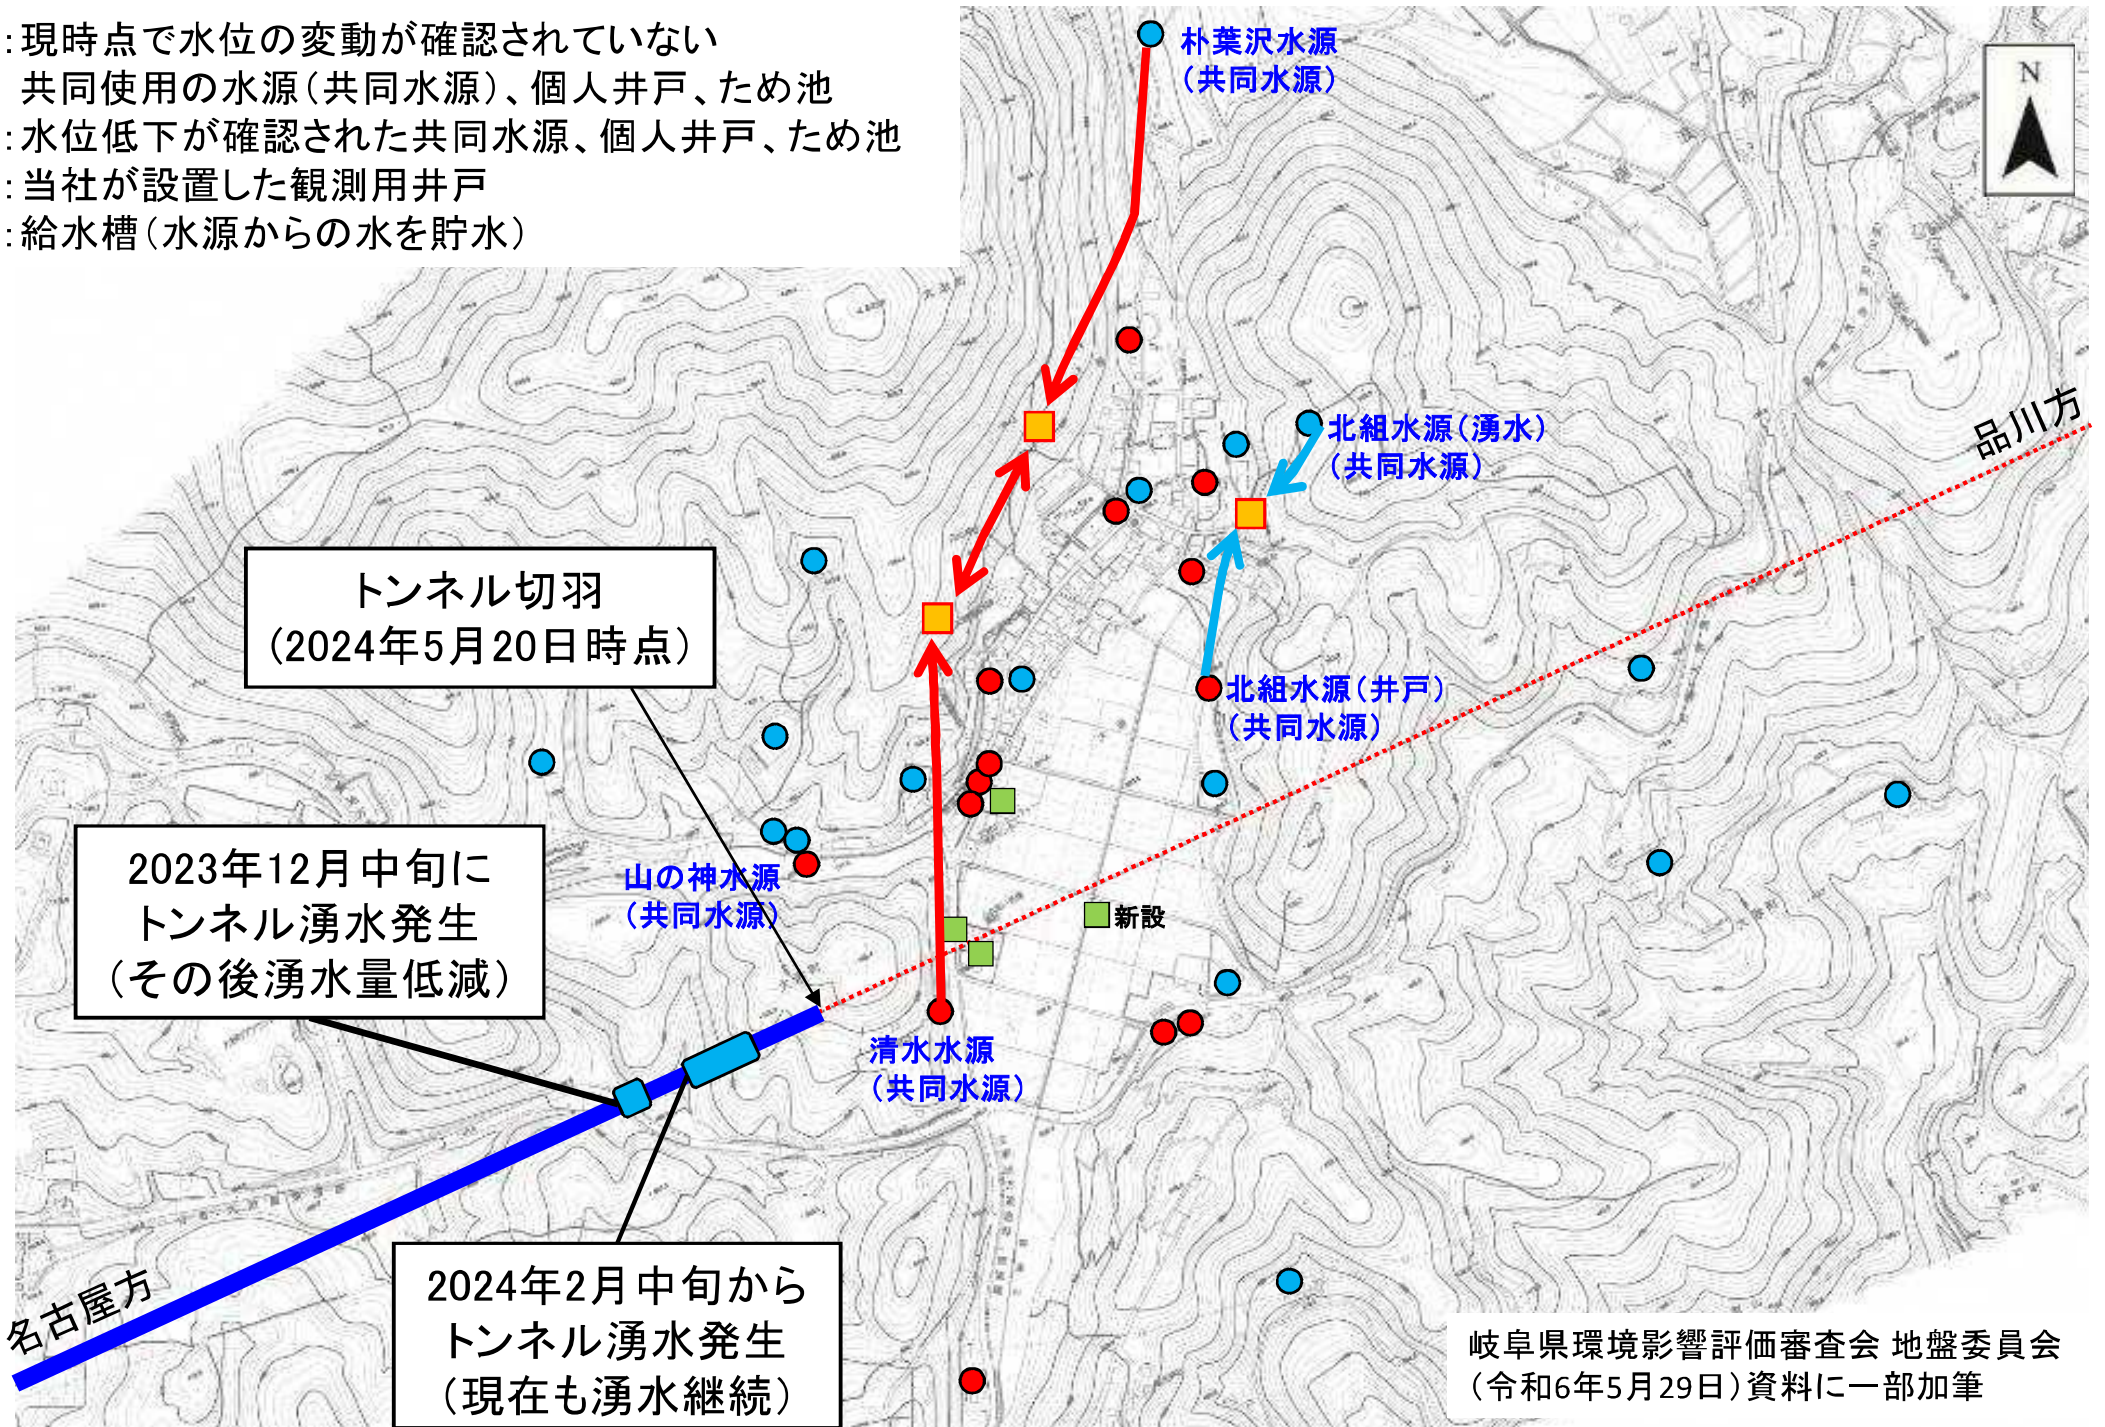 :現時点で水位の変動が確認されていない
共同使用の水源(共同水源)、個人井戸、ため池
:水位低下が確認された共同水源、個人井戸、ため池
:当社が設置した観測用井戸
:給水槽(水源からの水を貯水)
朴葉沢水源
(共同水源)
N
北組水源(湧水)
(共同水源)
品川方
トンネル切羽
(2024年5月20日時点)
北組水源(井戸)
(共同水源)
2023年12月中旬に
トンネル湧水発生
(その後湧水量低減)
山の神水源
(共同水源)
新設
清水水源
(共同水源)
名古屋方
2024年2月中旬から
トンネル湧水発生
(現在も湧水継続)
岐阜県環境影響評価審査会 地盤委員会
(令和6年5月29日)資料に一部加筆